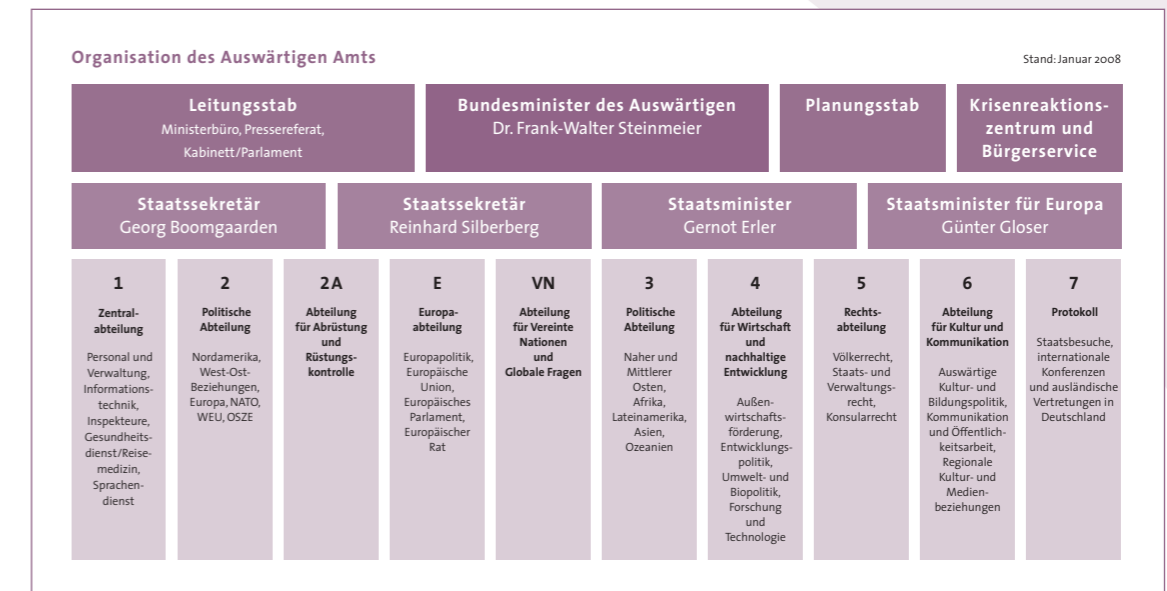 Organisation des Auswärtigen Amts
Stand: Januar 2008
Leitungsstab
Ministerbüro, Pressereferat,
Kabinett/Parlament
Bundesminister des Auswärtigen
Dr. Frank-Walter Steinmeier
Planungsstab
Krisenreaktions-
zentrum und
Bürgerservice
Staatssekretär
Georg Boomgaarden
Staatssekretär
Reinhard Silberberg
Staatsminister
Gernot Erler
Staatsminister für Europa
Günter Gloser
1
Zentral-
abteilung
Personal und
Verwaltung,
Informations-
technik,
Inspekteure,
Gesundheits-
dienst/Reise-
medizin,
Sprachen-
dienst
2
Politische
Abteilung
Nordamerika,
West-Ost-
Beziehungen,
Europa, NATO,
WEU, OSZE
2A
Abteilung
für Abrüstung
und
Rüstungs-
kontrolle
E
Europa-
abteilung
Europapolitik,
Europäische
Union,
Europäisches
Parlament,
Europäischer
Rat
VN
Abteilung
für Vereinte
Nationen
und
Globale Fragen
3
Politische
Abteilung
Naher und
Mittlerer
Osten,
Afrika,
Lateinamerika,
Asien,
Ozeanien
4
Abteilung
für Wirtschaft
und
nachhaltige
Entwicklung
Außen-
wirtschafts-
förderung,
Entwicklungs-
politik,
Umwelt- und
Biopolitik,
Forschung
und
Technologie
5
Rechts-
abteilung
Völkerrecht,
Staats- und
Verwaltungs-
recht,
Konsularrecht
6
Abteilung
für Kultur und
Kommunikation
Auswärtige
Kultur- und
Bildungspolitik,
Kommunikation
und Öffentlich-
keitsarbeit,
Regionale
Kultur- und
Medien-
beziehungen
7
Protokoll
Staatsbesuche,
internationale
Konferenzen
und ausländische
Vertretungen in
Deutschland